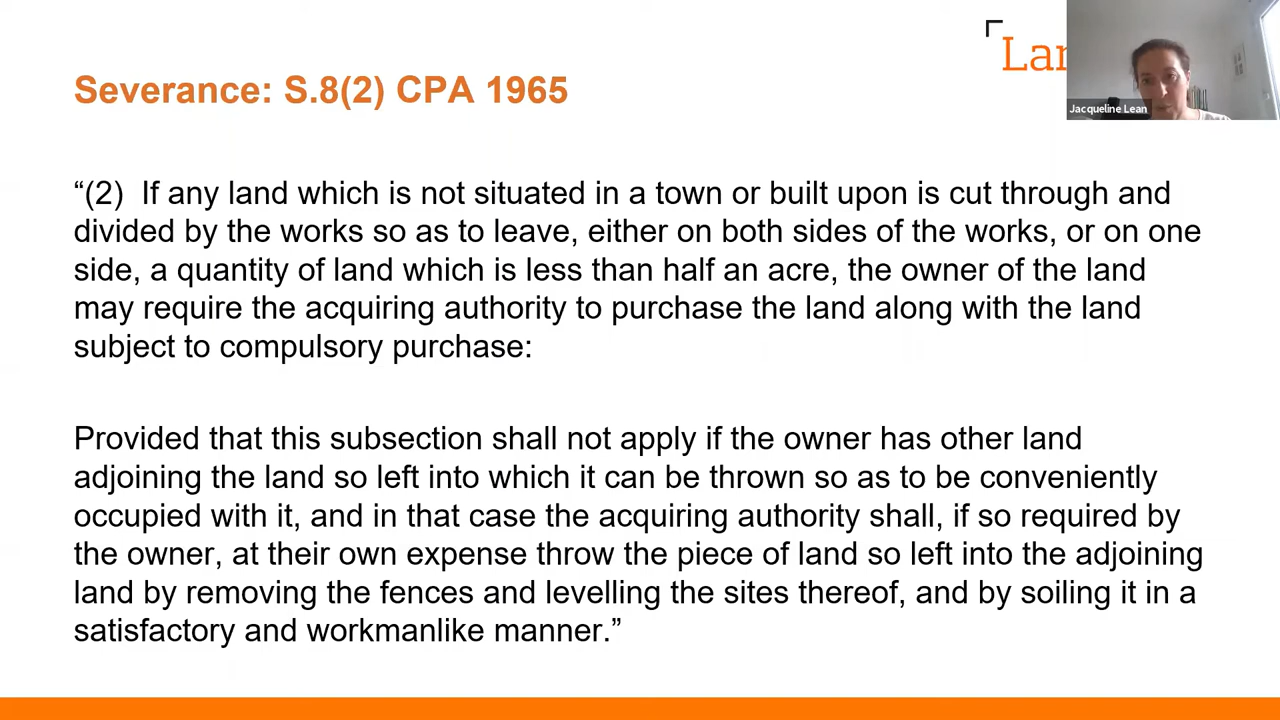 Severance: S.8(2) CPA 1965
Jacqueline Lean
“(2)  If any land which is not situated in a town or built upon is cut through and
divided by the works so as to leave, either on both sides of the works, or on one
side, a quantity of land which is less than half an acre, the owner of the land
may require the acquiring authority to purchase the land along with the land
subject to compulsory purchase:
Provided that this subsection shall not apply if the owner has other land
adjoining the land so left into which it can be thrown so as to be conveniently
occupied with it, and in that case the acquiring authority shall, if so required by
the owner, at their own expense throw the piece of land so left into the adjoining
land by removing the fences and levelling the sites thereof, and by soiling it in a
satisfactory and workmanlike manner.”